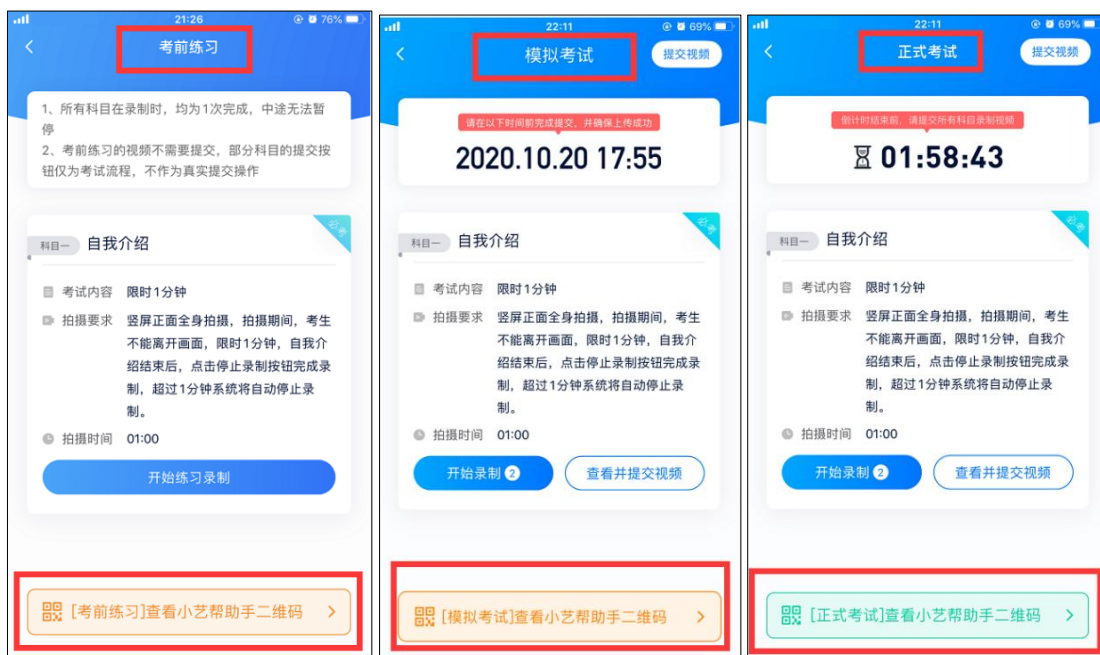 21:26
76%
考前练习
1、所有科目在录制时，均为1次完成，中途无法暂
停
2、考前练习的视频不需要提交，部分科目的提交按
钮仅为考试流程，不作为真实提交操作
必考
科目一 自我介绍
考试内容 限时1分钟
拍摄要求 竖屏正面全身拍摄，拍摄期间，考生
不能离开画面，限时1分钟，自我介
绍结束后，点击停止录制按钮完成录
制，超过1分钟系统将自动停止录
制。
拍摄时间 01:00
开始练习录制
[考前练习]查看小艺帮助手二维码
22:11
69%
模拟考试
提交视频
请在以下时间前完成提交，并确保上传成功
2020.10.20 17:55
必考
科目一 自我介绍
考试内容 限时1分钟
拍摄要求 竖屏正面全身拍摄，拍摄期间，考生
不能离开画面，限时1分钟，自我介
绍结束后，点击停止录制按钮完成录
制，超过1分钟系统将自动停止录
制。
拍摄时间 01:00
开始录制 2 查看并提交视频
[模拟考试]查看小艺帮助手二维码
22:11
69%
正式考试
提交视频
倒计时结束前，请提交所有科目录制视频
01:58:43
必考
科目一 自我介绍
考试内容 限时1分钟
拍摄要求 竖屏正面全身拍摄，拍摄期间，考生
不能离开画面，限时1分钟，自我介
绍结束后，点击停止录制按钮完成录
制，超过1分钟系统将自动停止录
制。
拍摄时间 01:00
开始录制 2 查看并提交视频
[正式考试]查看小艺帮助手二维码